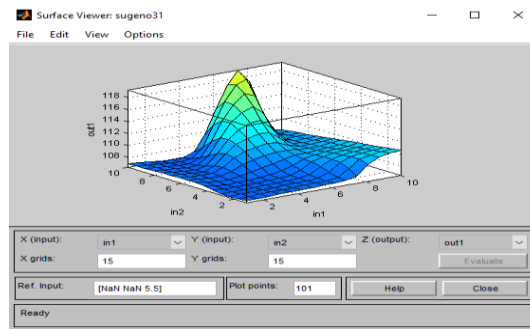 Surface Viewer: sugeno31
File Edit View Options
118
116
114
112
110
108
out1
10
8
6
4
2
in2
2
4
6
8
10
in1
X (input): in1 Y (input): in2 Z (output): out1
X grids: 15 Y grids: 15 Evaluate
Ref. Input: [NaN NaN 5.5] Plot points: 101 Help Close
Ready